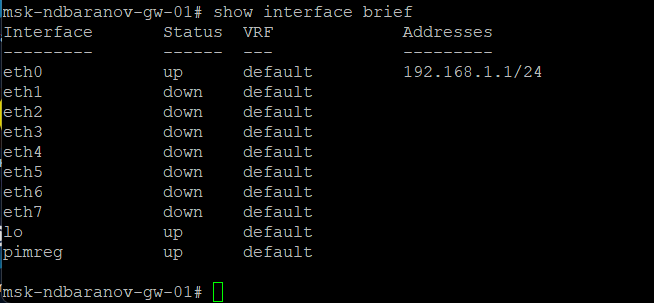 msk-ndbaranov-gw-01# show interface brief
Interface       Status  VRF             Addresses
---------       ------  ---             ---------
eth0            up      default         192.168.1.1/24
eth1            down    default
eth2            down    default
eth3            down    default
eth4            down    default
eth5            down    default
eth6            down    default
eth7            down    default
lo              up      default
pimreg          up      default
msk-ndbaranov-gw-01#